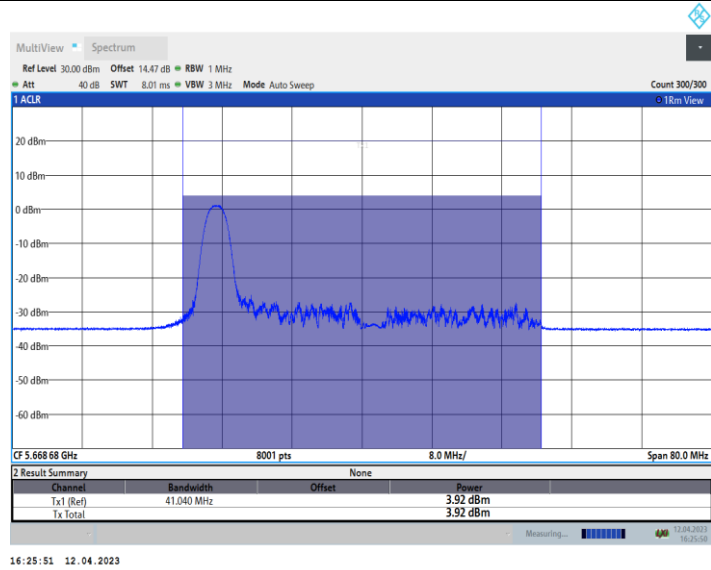 MultiView Spectrum
Ref Level 30.00 dBm Offset 14.47 dB RBW 1 MHz
Att 40 dB SWT 8.01 ms VBW 3 MHz Mode Auto Sweep Count 300/300
1 ACLR 1Rm View
20 dBm
10 dBm
0 dBm
-10 dBm
-20 dBm
-30 dBm
-40 dBm
-50 dBm
-60 dBm
CF 5.668 68 GHz 8001 pts 8.0 MHz/ Span 80.0 MHz
2 Result Summary None
Channel Bandwidth Offset Power
Tx1 (Ref) 41.040 MHz 3.92 dBm
Tx Total 3.92 dBm
Measuring... 12.04.2023
16:25:50
16:25:51 12.04.2023